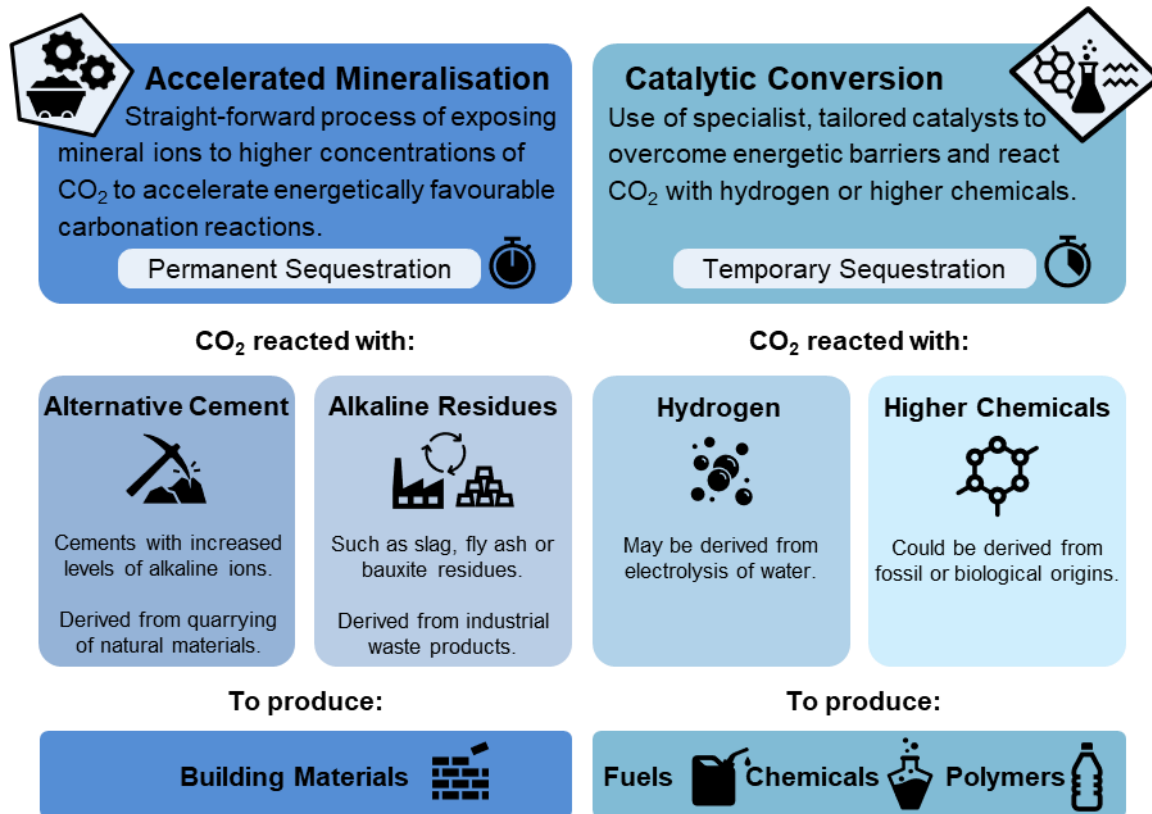 Accelerated Mineralisation
Straight-forward process of exposing
mineral ions to higher concentrations of
CO₂ to accelerate energetically favourable
carbonation reactions.
Permanent Sequestration
Catalytic Conversion
Use of specialist, tailored catalysts to
overcome energetic barriers and react
CO₂ with hydrogen or higher chemicals.
Temporary Sequestration
CO₂ reacted with:
Alternative Cement
Cements with increased
levels of alkaline ions.
Derived from quarrying
of natural materials.
Alkaline Residues
Such as slag, fly ash or
bauxite residues.
Derived from industrial
waste products.
CO₂ reacted with:
Hydrogen
May be derived from
electrolysis of water.
Higher Chemicals
Could be derived from
fossil or biological origins.
To produce:
Building Materials
To produce:
Fuels
Chemicals
Polymers